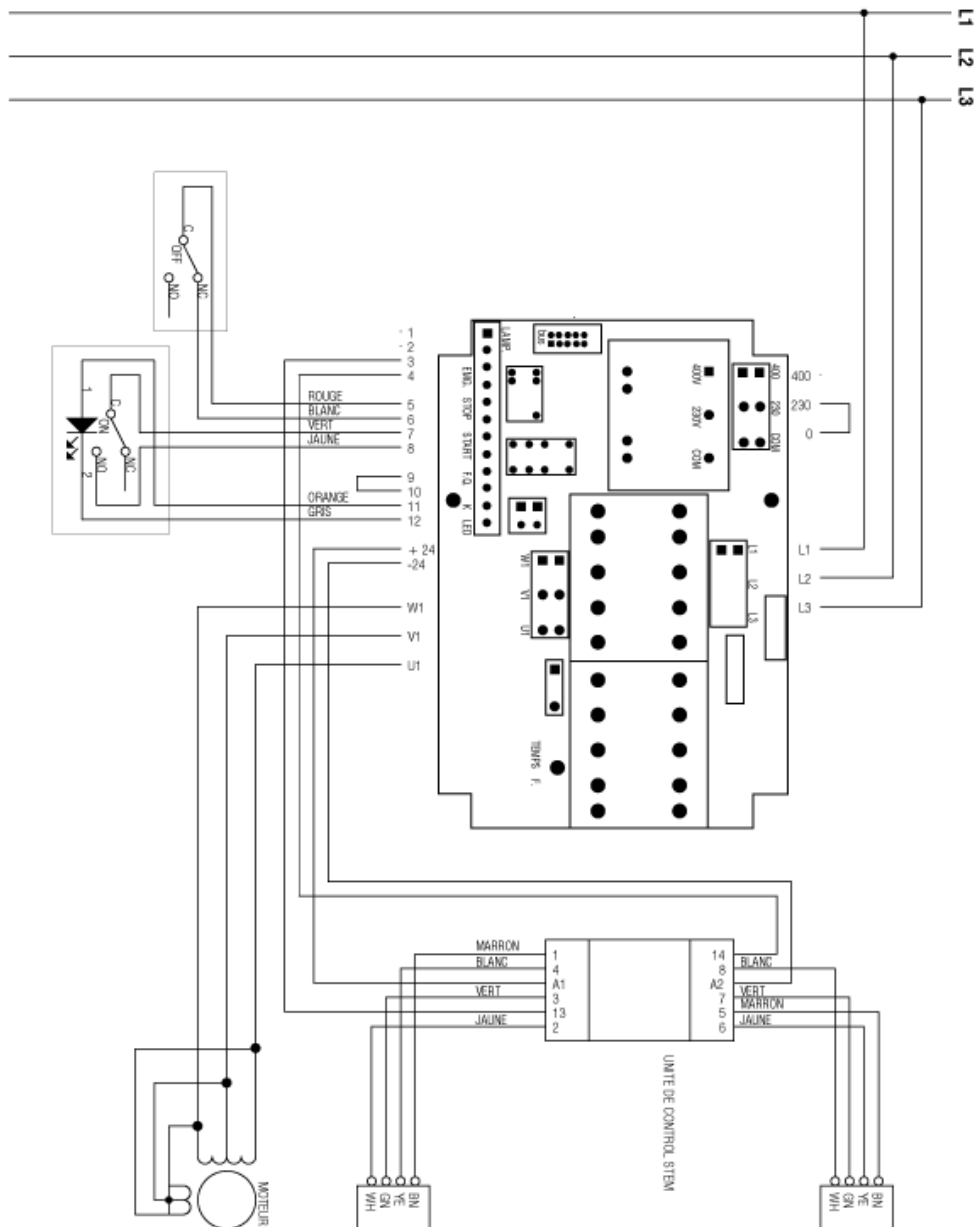 L1
L2
L3
C
OFF
NO
NC
1
C
ON
NO
NC
2
1
2
3
4
ROUGE
5
BLANC
6
VERT
7
JAUNE
8
9
10
ORANGE
11
GRIS
12
+ 24
-24
W1
V1
U1
LAMP.
EMG.
STOP
START
F.Q.
K
LED
bus
400V
230V
COM
400
230
COM
400
230
0
W1
V1
U1
L1
L2
L3
L1
L2
L3
TEMPS F.
MARRON
1
BLANC
4
A1
VERT
3
13
JAUNE
2
14
8
BLANC
A2
7
VERT
5
MARRON
6
JAUNE
UNITE DE CONTROL STEM
MOTEUR
WH
GN
YE
BN
WH
GN
YE
BN